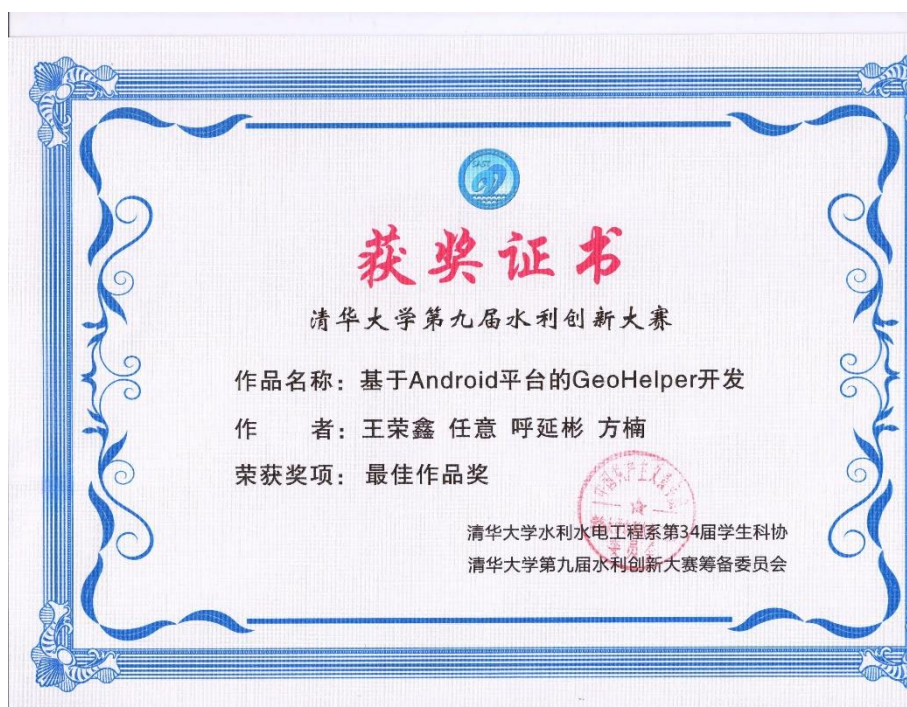 获奖证书
清华大学第九届水利创新大赛
作品名称：基于Android平台的GeoHelper开发
作 者：王荣鑫 任意 呼延彬 方楠
荣获奖项：最佳作品奖
清华大学水利水电工程系第34届学生科协
清华大学第九届水利创新大赛筹备委员会